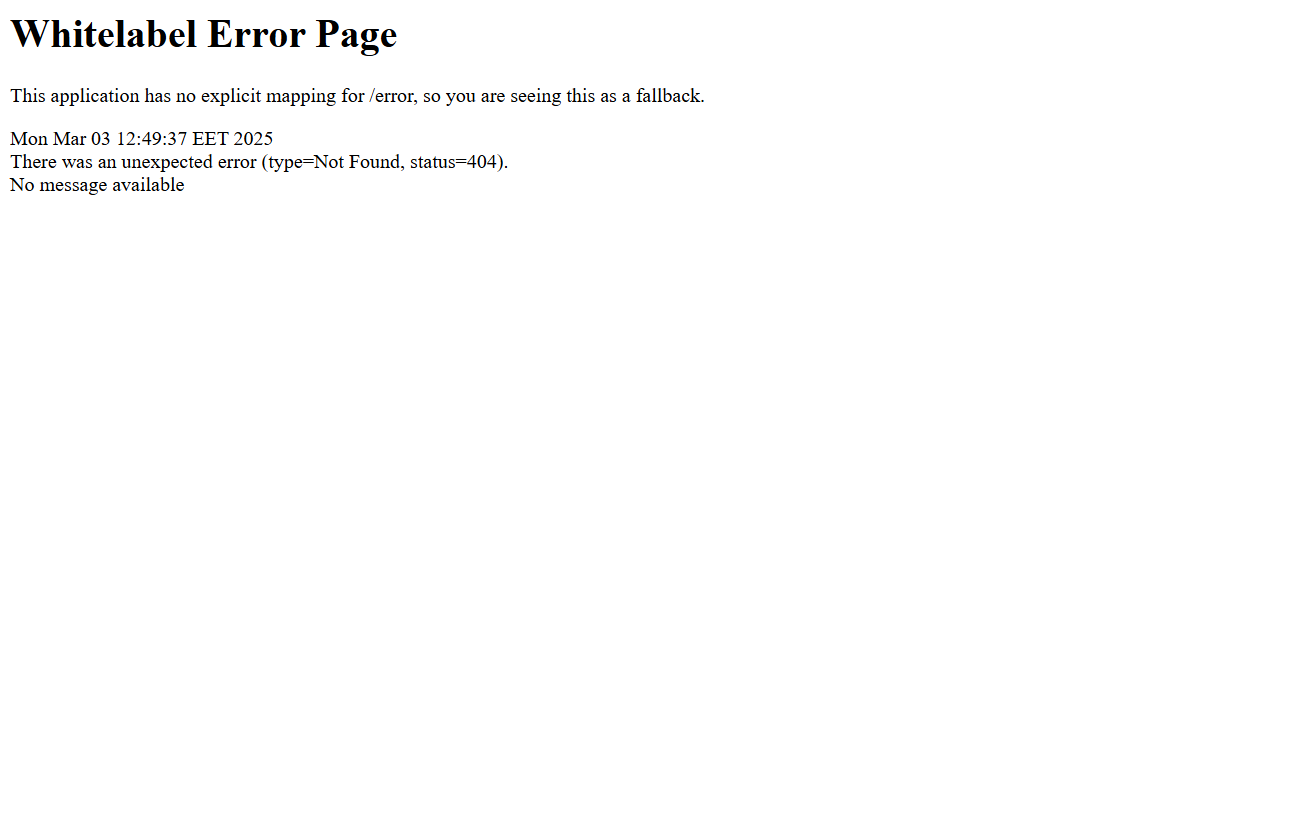 Whitelabel Error Page
This application has no explicit mapping for /error, so you are seeing this as a fallback.
Mon Mar 03 12:49:37 EET 2025
There was an unexpected error (type=Not Found, status=404).
No message available